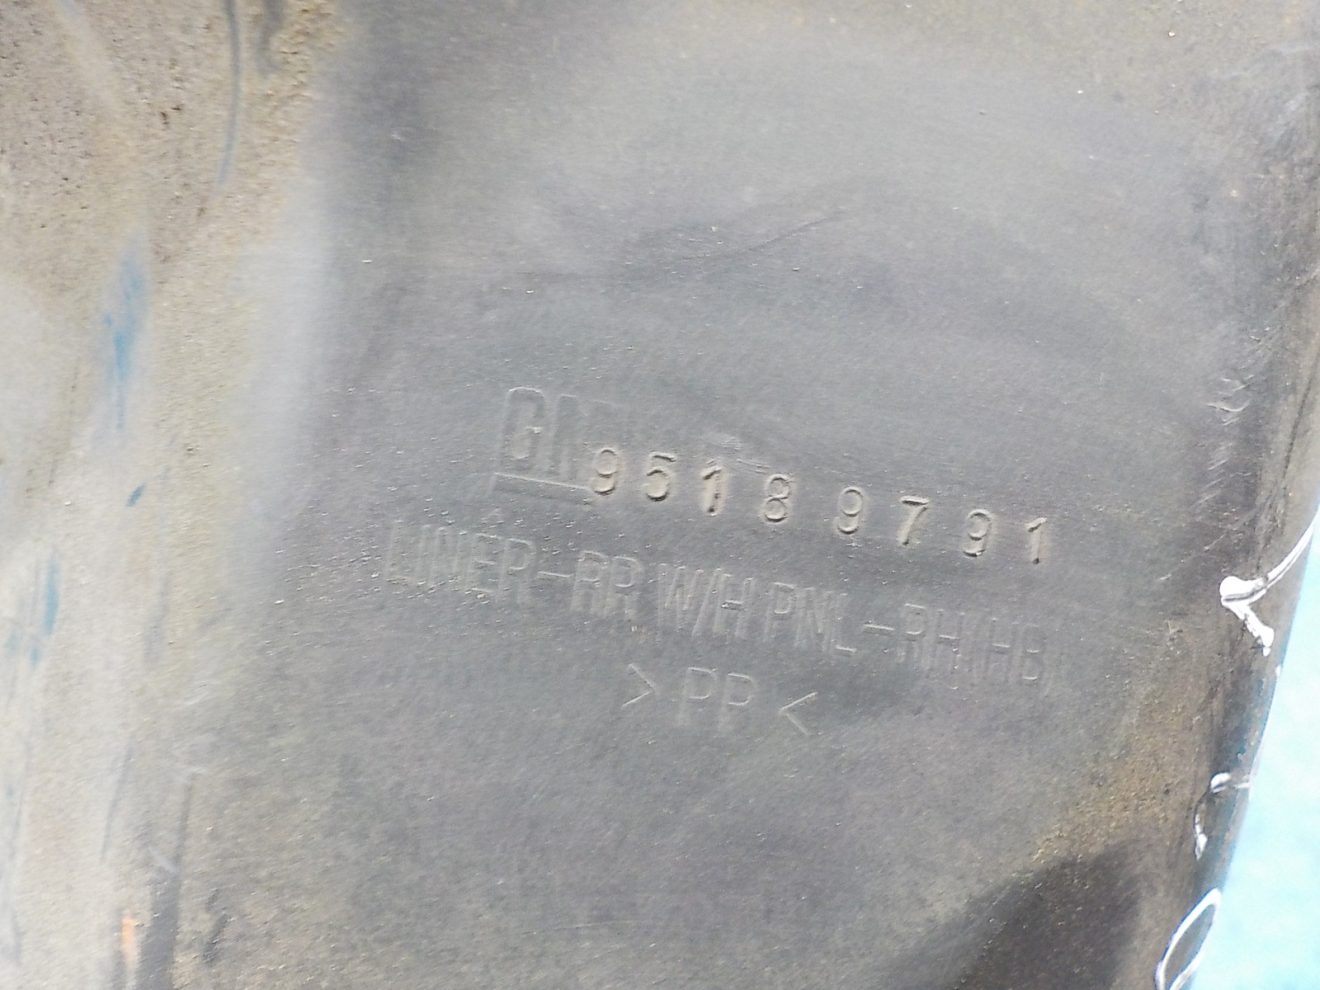 GM 95189791
LINER-RR W/H PNL-RH(HB)
>PP<